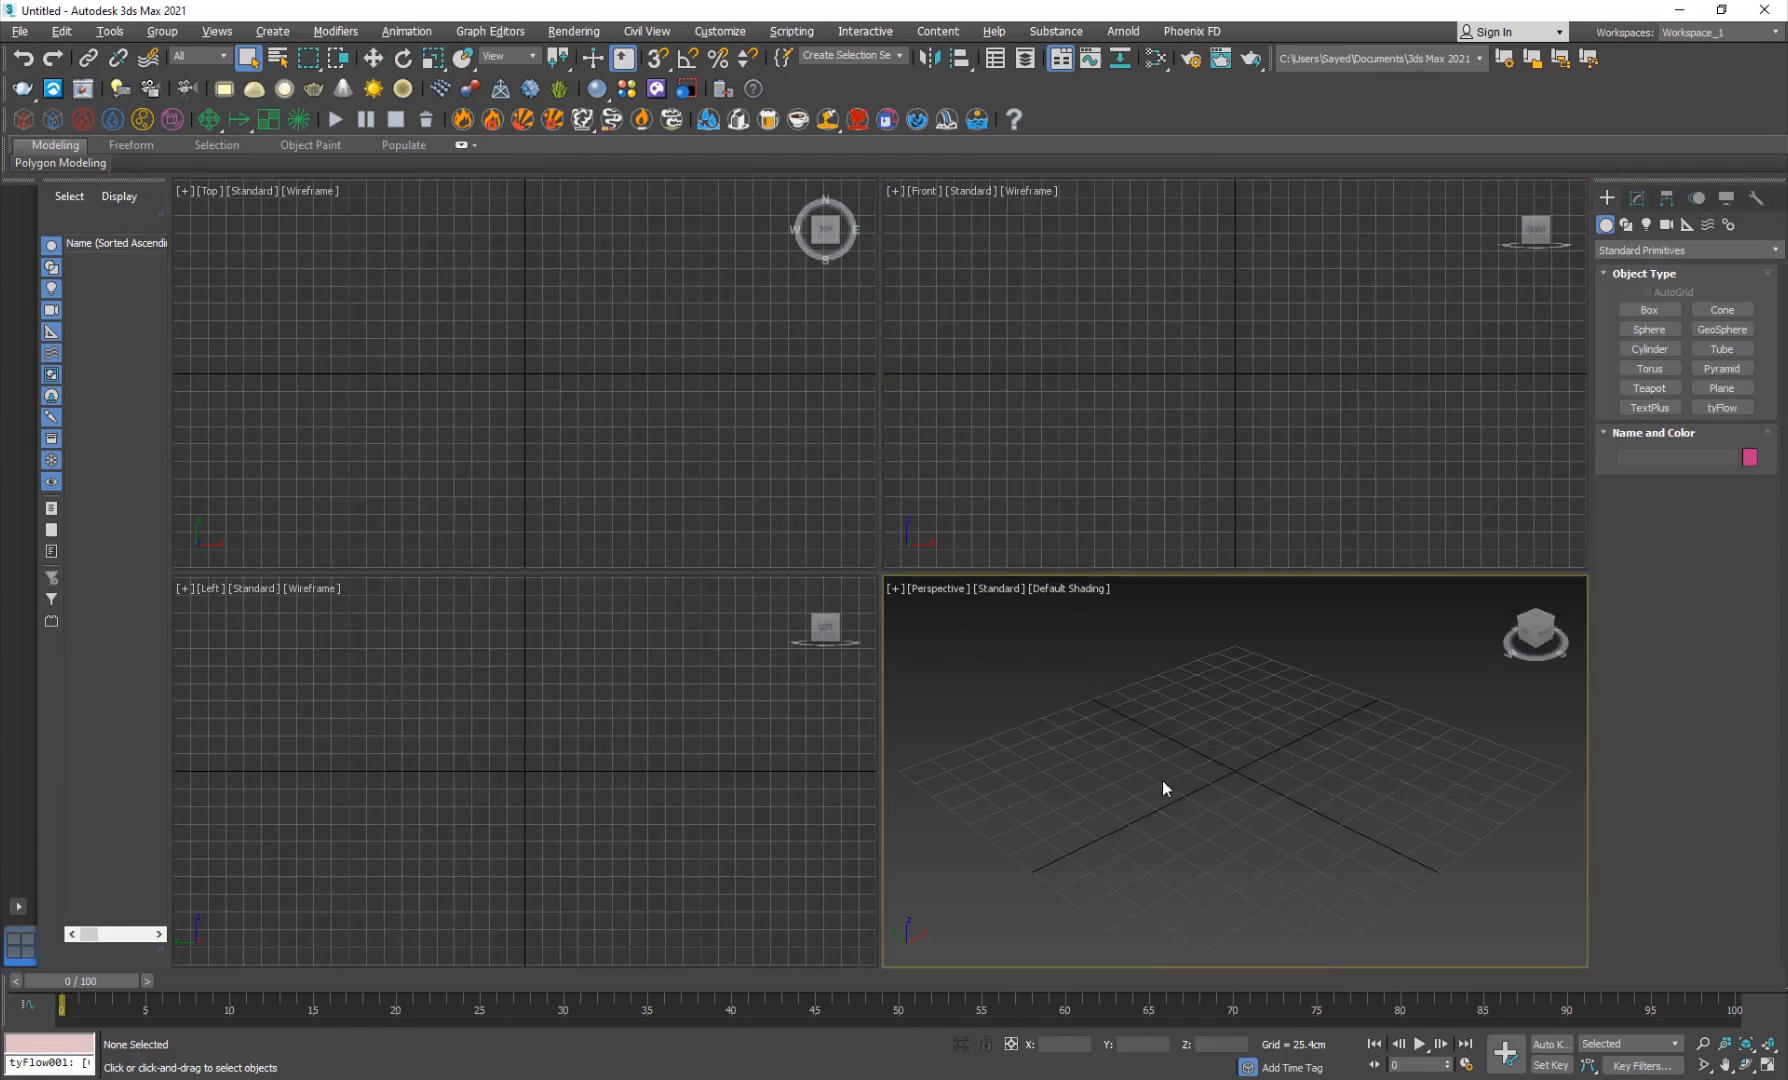 Untitled - Autodesk 3ds Max 2021
File Edit Tools Group Views Create Modifiers Animation Graph Editors Rendering Civil View Customize Scripting Interactive Content Help Substance Arnold Phoenix FD Sign In Workspaces: Workspace_1
All View Create Selection Se C:\Users\Sayed\Documents\3ds Max 2021
Modeling Freeform Selection Object Paint Populate
Polygon Modeling
Select Display
Name (Sorted Ascendin
[+] [Top] [Standard] [Wireframe]
N
W TOP E
S
[+] [Front] [Standard] [Wireframe]
FRONT
Standard Primitives
Object Type
AutoGrid
Box Cone
Sphere GeoSphere
Cylinder Tube
Torus Pyramid
Teapot Plane
TextPlus tyFlow
Name and Color
[+] [Left] [Standard] [Wireframe]
LEFT
[+] [Perspective] [Standard] [Default Shading]
0 / 100
0 5 10 15 20 25 30 35 40 45 50 55 60 65 70 75 80 85 90 95 100
None Selected X: Y: Z: Grid = 25.4cm Auto K... Selected
tyFlow001: [ Click or click-and-drag to select objects Add Time Tag 0 Set Key Key Filters...